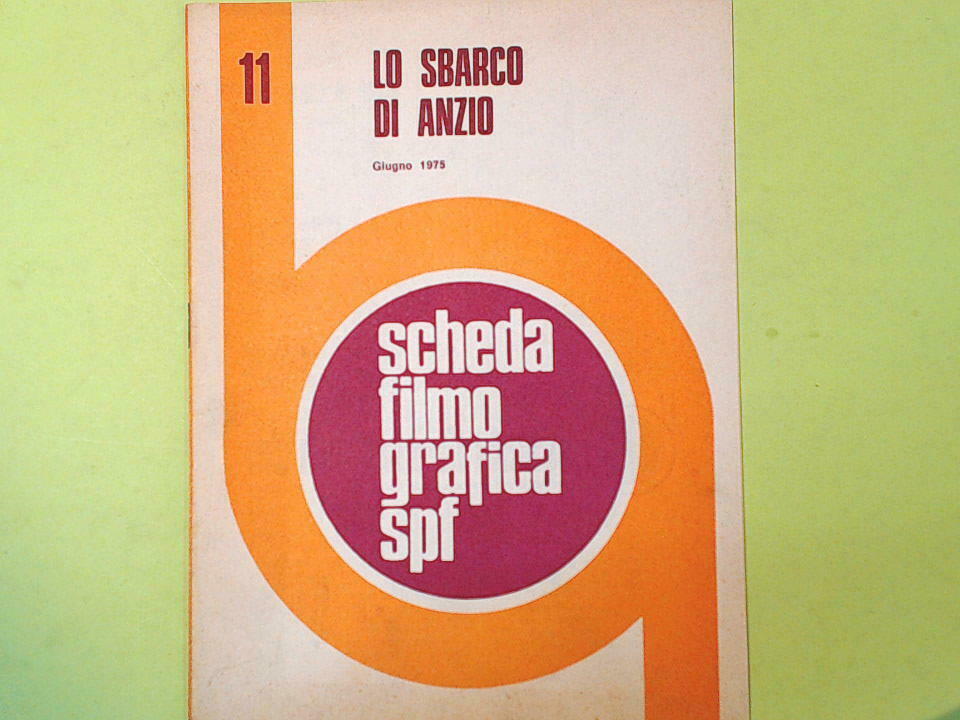 11
LO SBARCO
DI ANZIO
Giugno 1975
scheda
filmo
grafica
spf